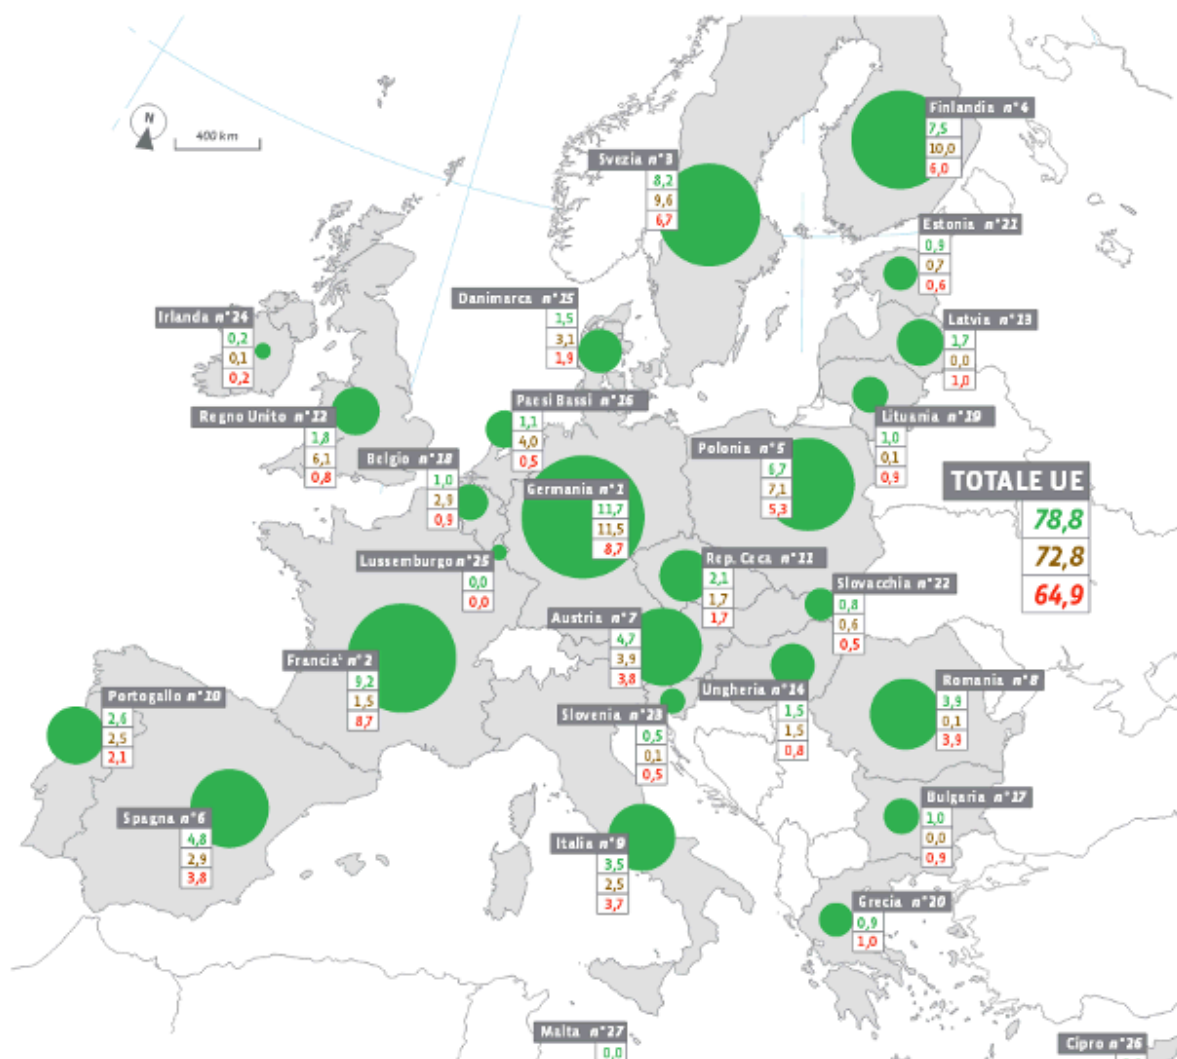 N
400 km
Finlandia n°4
7,5
10,0
6,0
Svezia n°3
8,2
9,6
6,7
Estonia n°21
0,9
0,7
0,6
Danimarca n°15
1,5
3,1
1,9
Irlanda n°24
0,2
0,1
0,2
Latvia n°13
1,7
0,0
1,0
Paesi Bassi n°16
1,1
4,0
0,5
Regno Unito n°12
1,8
6,1
0,8
Lituania n°19
1,0
0,1
0,9
Belgio n°18
1,0
2,9
0,9
Polonia n°5
6,7
7,1
5,3
Germania n°1
11,7
11,5
8,7
TOTALE UE
78,8
72,8
64,9
Lussemburgo n°25
0,0
0,0
Rep. Ceca n°11
2,1
1,7
1,7
Slovacchia n°22
0,8
0,6
0,5
Austria n°7
4,7
3,9
3,8
Francia¹ n°2
9,2
1,5
8,7
Ungheria n°14
1,5
1,5
0,8
Romania n°8
3,9
0,1
3,9
Portogallo n°10
2,6
2,5
2,1
Slovenia n°23
0,5
0,1
0,5
Bulgaria n°17
1,0
0,0
0,9
Spagna n°6
4,8
2,9
3,8
Italia n°9
3,5
2,5
3,7
Grecia n°20
0,9
1,0
Malta n°27
0,0
Cipro n°26